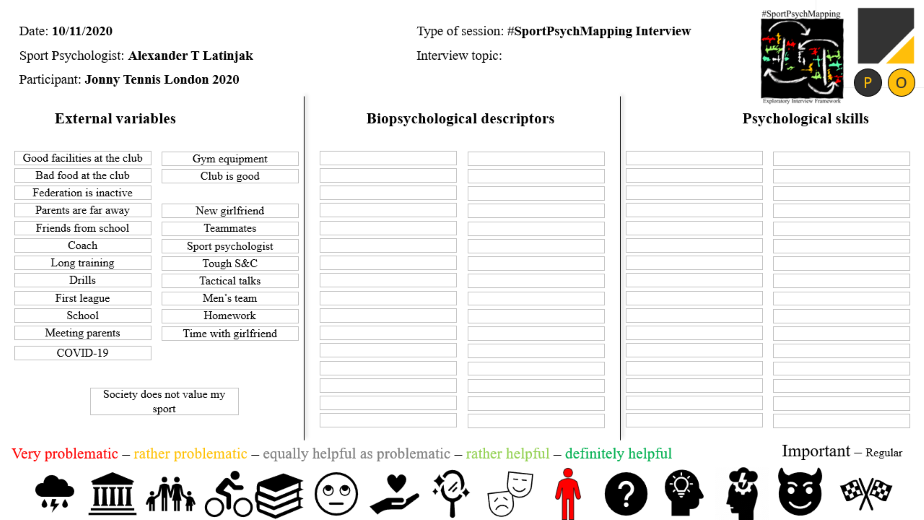 Date: 10/11/2020
Sport Psychologist: Alexander T Latinjak
Participant: Jonny Tennis London 2020
Type of session: #SportPsychMapping Interview
Interview topic:
#SportPsychMapping
Exploratory Interview Framework
P O
External variables
Good facilities at the club
Bad food at the club
Federation is inactive
Parents are far away
Friends from school
Coach
Long training
Drills
First league
School
Meeting parents
COVID-19
Gym equipment
Club is good
New girlfriend
Teammates
Sport psychologist
Tough S&C
Tactical talks
Men's team
Homework
Time with girlfriend
Society does not value my
sport
Biopsychological descriptors
Psychological skills
Very problematic – rather problematic – equally helpful as problematic – rather helpful – definitely helpful
Important – Regular
?